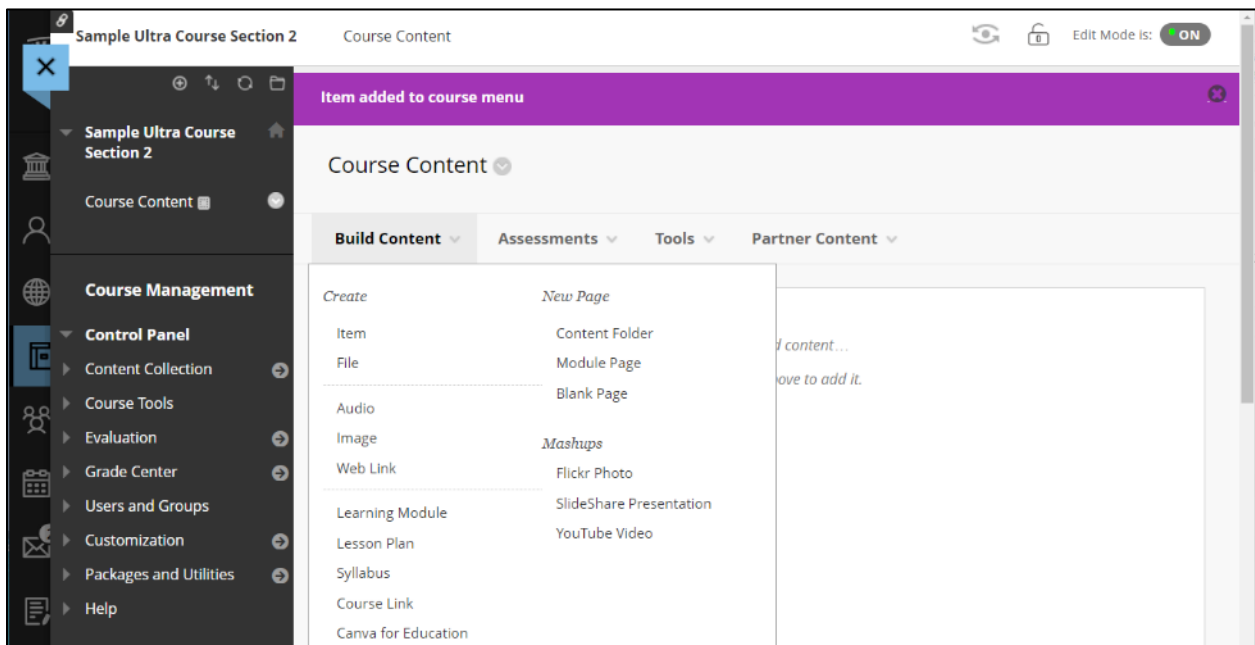 Sample Ultra Course Section 2
Course Content
Edit Mode is:
ON
Item added to course menu
Sample Ultra Course
Section 2
Course Content
Course Management
Control Panel
Content Collection
Course Tools
Evaluation
Grade Center
Users and Groups
Customization
Packages and Utilities
Help
Course Content
Build Content
Assessments
Tools
Partner Content
Create
Item
File
Audio
Image
Web Link
Learning Module
Lesson Plan
Syllabus
Course Link
Canva for Education
New Page
Content Folder
Module Page
Blank Page
Mashups
Flickr Photo
SlideShare Presentation
YouTube Video
content...
to add it.